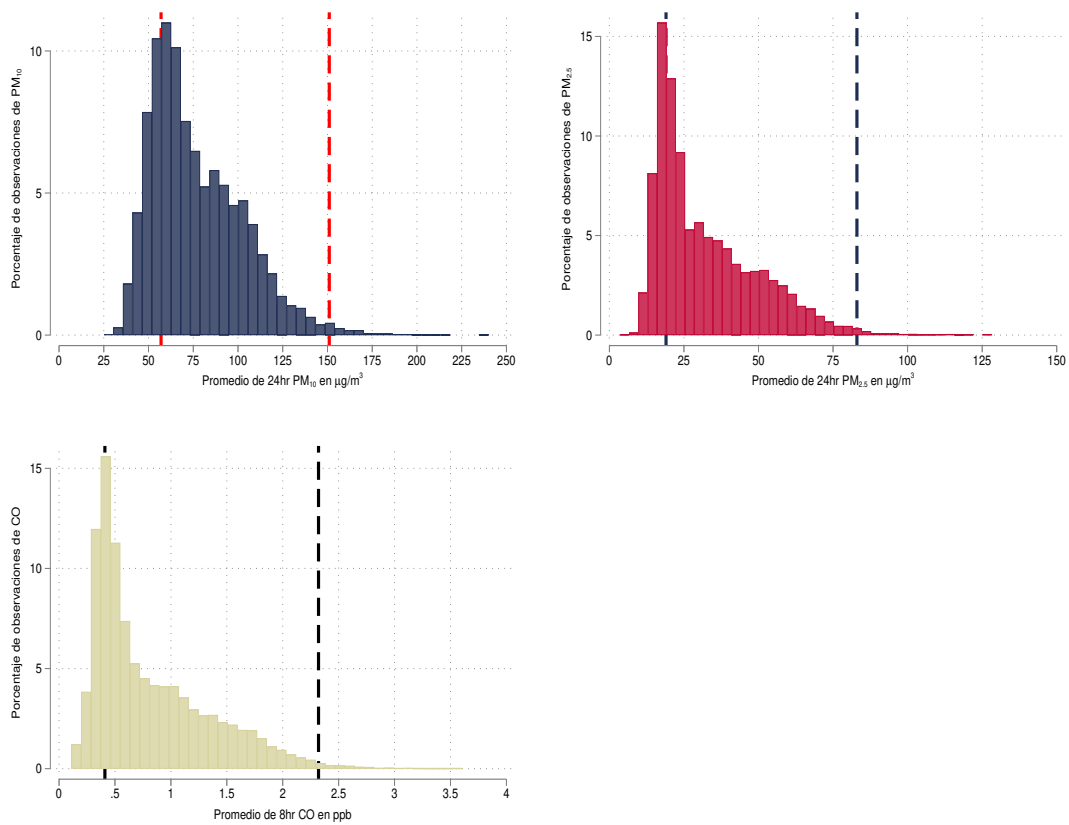 Porcentaje de observaciones de PM₁₀
10
5
0
0 25 50 75 100 125 150 175 200 225 250
Promedio de 24hr PM₁₀ en μg/m³
Porcentaje de observaciones de PM₂.₅
15
10
5
0
0 25 50 75 100 125 150
Promedio de 24hr PM₂.₅ en μg/m³
Porcentaje de observaciones de CO
15
10
5
0
0 .5 1 1.5 2 2.5 3 3.5 4
Promedio de 8hr CO en ppb